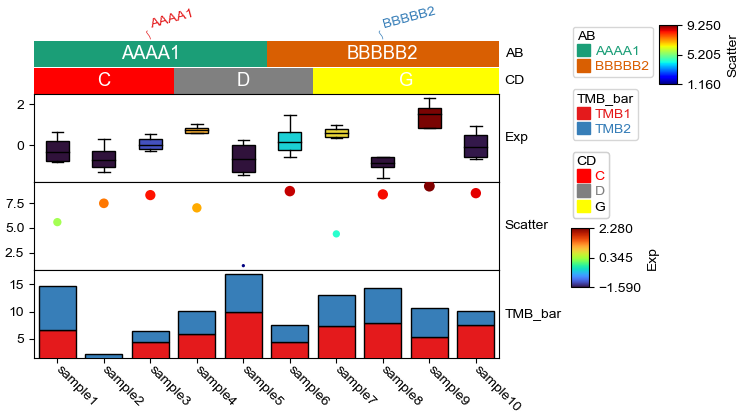 AAAA1
BBBBB2
AAAA1
BBBBB2
AB
C
D
G
CD
2
0
Exp
7.5
5.0
2.5
Scatter
15
10
5
TMB_bar
sample1
sample2
sample3
sample4
sample5
sample6
sample7
sample8
sample9
sample10
AB
AAAA1
BBBBB2
TMB_bar
TMB1
TMB2
CD
C
D
G
2.280
0.345
−1.590
Exp
9.250
5.205
1.160
Scatter